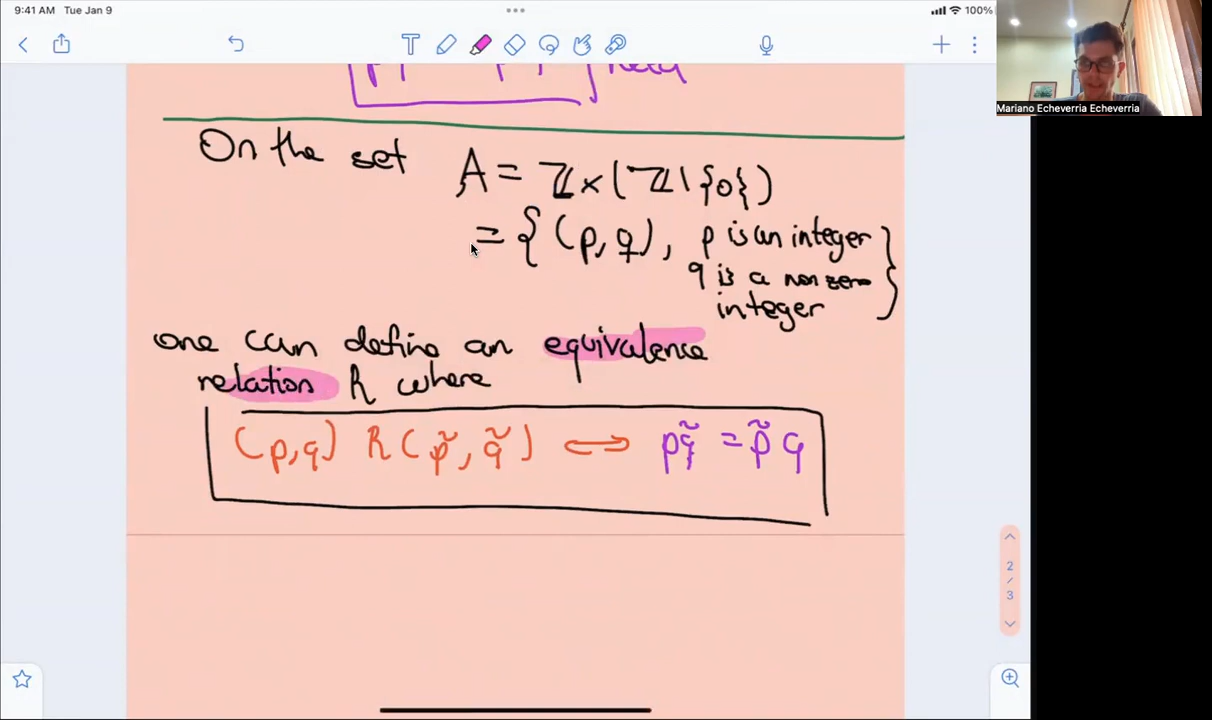 9:41 AM Tue Jan 9
100%
Mariano Echeverria Echeverria
On the set A = ℤ × (ℤ \ {0})
= { (p, q), p is an integer
q is a non zero
integer }
one can define an equivalence
relation R where
(p, q) R (p̃, q̃) ⟺ p q̃ = p̃ q
2
/
3